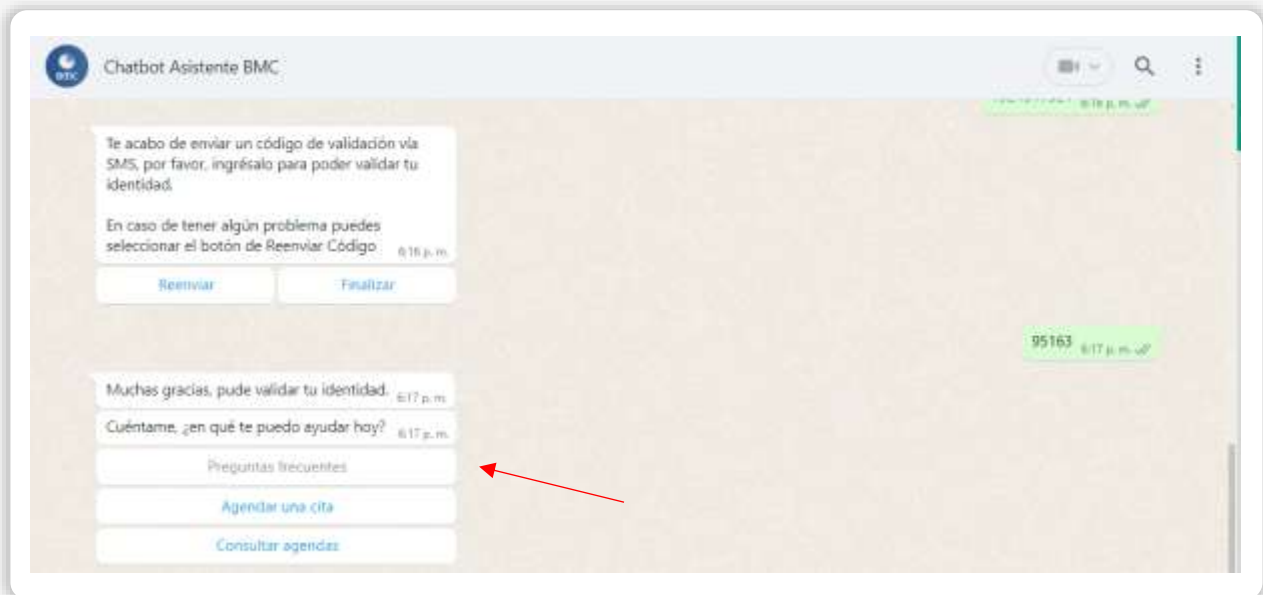 BMC
Chatbot Asistente BMC
6:16 p. m.
Te acabo de enviar un código de validación vía
SMS, por favor, ingrésalo para poder validar tu
identidad.
En caso de tener algún problema puedes
seleccionar el botón de Reenviar Código
6:16 p. m.
Reenviar
Finalizar
95163 6:17 p. m.
Muchas gracias, pude validar tu identidad. 6:17 p. m.
Cuéntame, ¿en qué te puedo ayudar hoy? 6:17 p. m.
Preguntas frecuentes
Agendar una cita
Consultar agendas